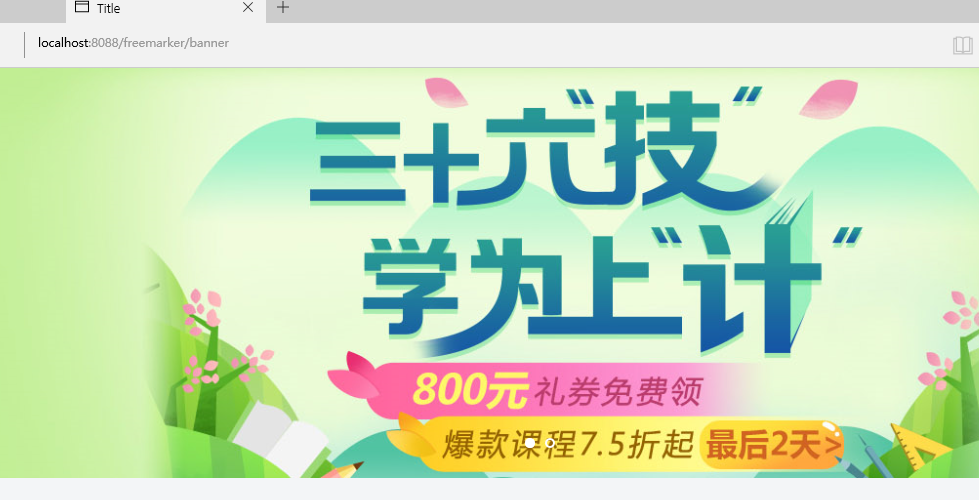 Title
localhost:8088/freemarker/banner
三十六“技”
学为上“计”
800元礼券免费领
爆款课程7.5折起 最后2天>